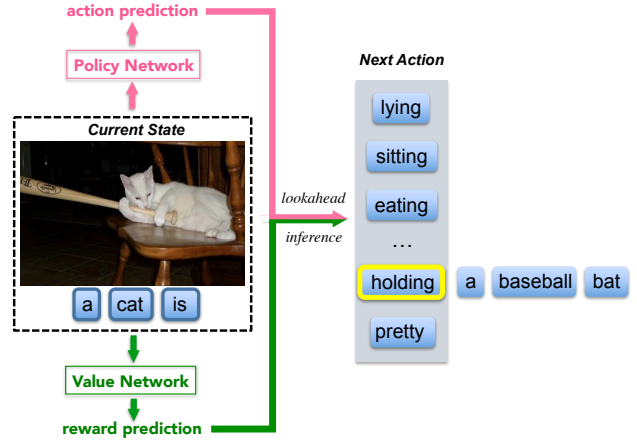 action prediction
Policy Network
Next Action
Current State
lying
sitting
lookahead
eating
inference
...
a cat is
holding a baseball bat
pretty
Value Network
reward prediction